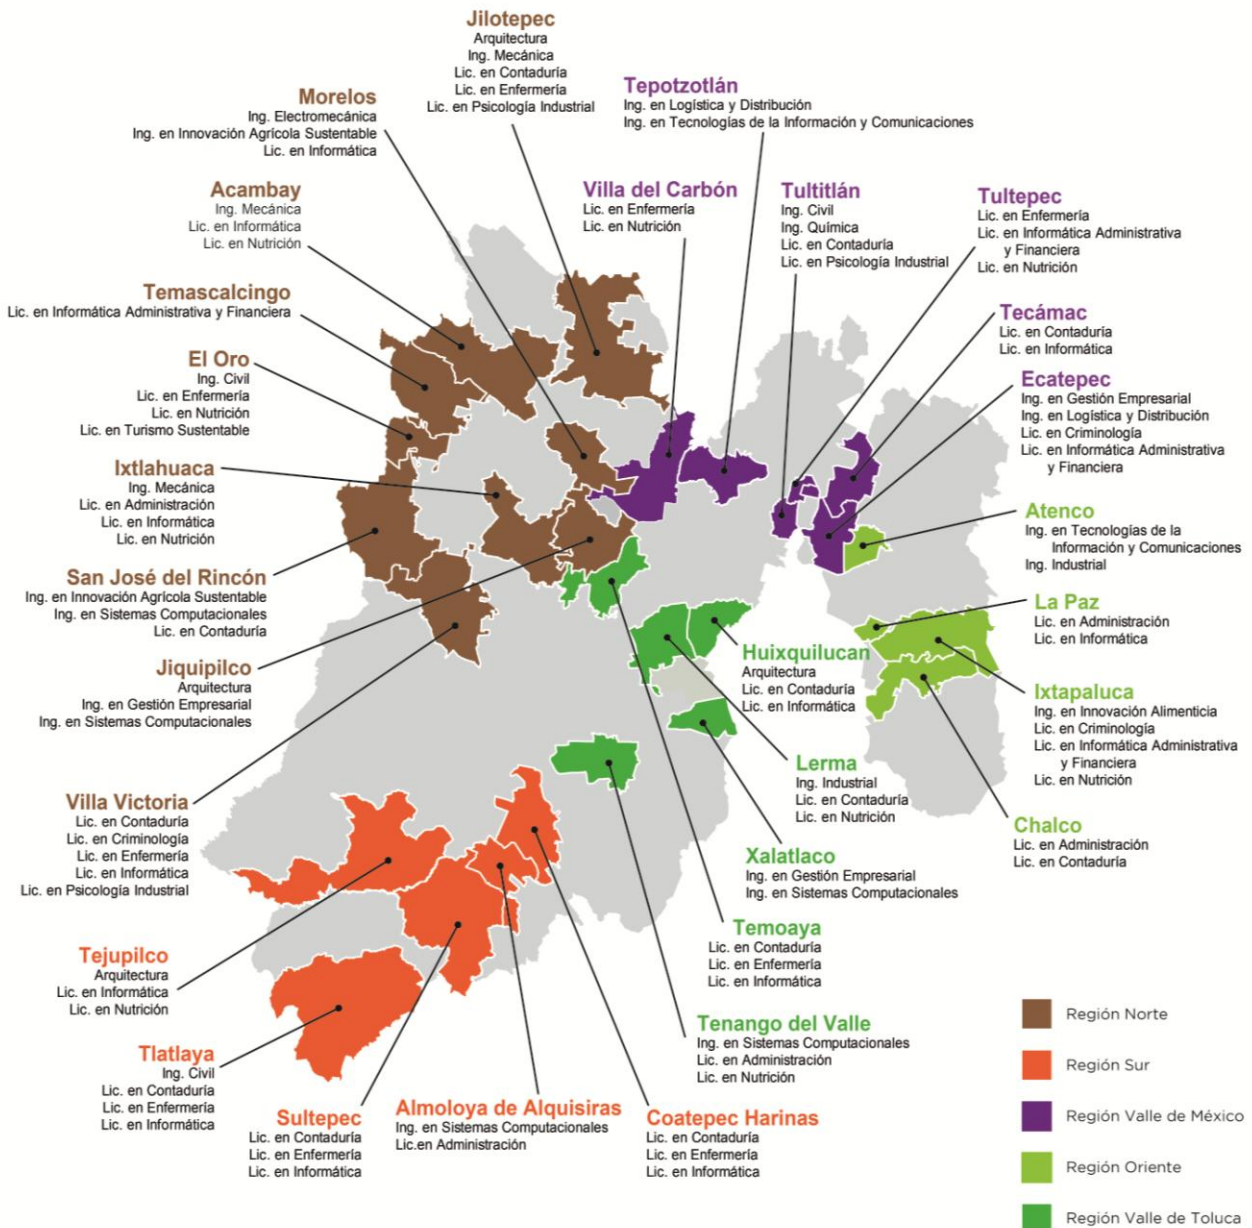 Jilotepec
Arquitectura
Ing. Mecánica
Lic. en Contaduría
Lic. en Enfermería
Lic. en Psicología Industrial
Tepotzotlán
Ing. en Logística y Distribución
Ing. en Tecnologías de la Información y Comunicaciones
Morelos
Ing. Electromecánica
Ing. en Innovación Agrícola Sustentable
Lic. en Informática
Acambay
Ing. Mecánica
Lic. en Informática
Lic. en Nutrición
Villa del Carbón
Lic. en Enfermería
Lic. en Nutrición
Tultitlán
Ing. Civil
Ing. Química
Lic. en Contaduría
Lic. en Psicología Industrial
Tultepec
Lic. en Enfermería
Lic. en Informática Administrativa
y Financiera
Lic. en Nutrición
Temascalcingo
Lic. en Informática Administrativa y Financiera
Tecámac
Lic. en Contaduría
Lic. en Informática
El Oro
Ing. Civil
Lic. en Enfermería
Lic. en Nutrición
Lic. en Turismo Sustentable
Ecatepec
Ing. en Gestión Empresarial
Ing. en Logística y Distribución
Lic. en Criminología
Lic. en Informática Administrativa
y Financiera
Ixtlahuaca
Ing. Mecánica
Lic. en Administración
Lic. en Informática
Lic. en Nutrición
Atenco
Ing. en Tecnologías de la
Información y Comunicaciones
Ing. Industrial
San José del Rincón
Ing. en Innovación Agrícola Sustentable
Ing. en Sistemas Computacionales
Lic. en Contaduría
La Paz
Lic. en Administración
Lic. en Informática
Jiquipilco
Arquitectura
Ing. en Gestión Empresarial
Ing. en Sistemas Computacionales
Huixquilucan
Arquitectura
Lic. en Contaduría
Lic. en Informática
Ixtapaluca
Ing. en Innovación Alimenticia
Lic. en Criminología
Lic. en Informática Administrativa
y Financiera
Lic. en Nutrición
Lerma
Ing. Industrial
Lic. en Contaduría
Lic. en Nutrición
Villa Victoria
Lic. en Contaduría
Lic. en Criminología
Lic. en Enfermería
Lic. en Informática
Lic. en Psicología Industrial
Chalco
Lic. en Administración
Lic. en Contaduría
Xalatlaco
Ing. en Gestión Empresarial
Ing. en Sistemas Computacionales
Temoaya
Lic. en Contaduría
Lic. en Enfermería
Lic. en Informática
Tejupilco
Arquitectura
Lic. en Informática
Lic. en Nutrición
Tenango del Valle
Ing. en Sistemas Computacionales
Lic. en Administración
Lic. en Nutrición
Tlatlaya
Ing. Civil
Lic. en Contaduría
Lic. en Enfermería
Lic. en Informática
Sultepec
Lic. en Contaduría
Lic. en Enfermería
Lic. en Informática
Almoloya de Alquisiras
Ing. en Sistemas Computacionales
Lic.en Administración
Coatepec Harinas
Lic. en Contaduría
Lic. en Enfermería
Lic. en Informática
Región Norte
Región Sur
Región Valle de México
Región Oriente
Región Valle de Toluca